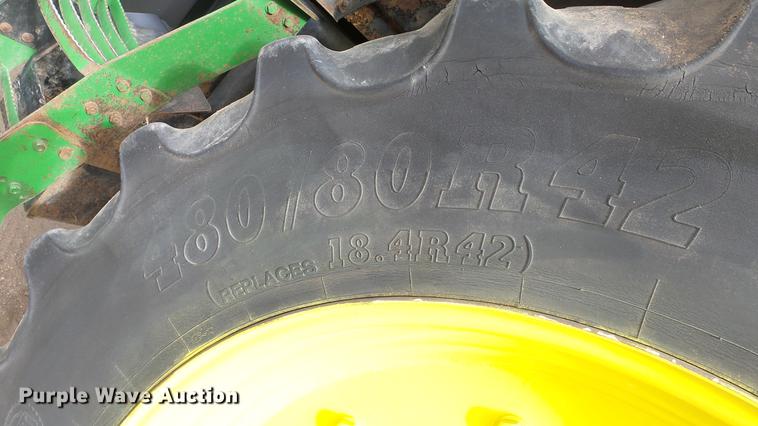 480/80R42
(REPLACES 18.4R42)
Purple Wave Auction